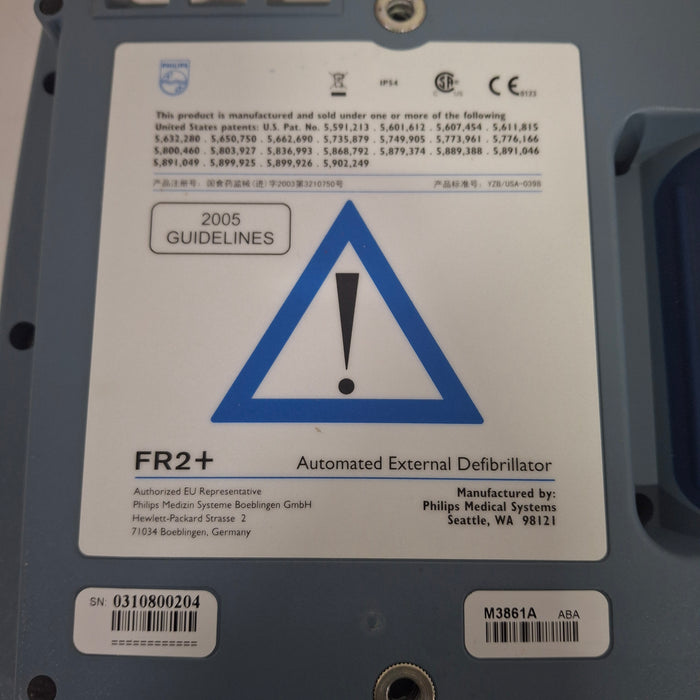 PHILIPS
IP54
SA
C US
CE 0123
This product is manufactured and sold under one or more of the following
United States patents: U.S. Pat. No. 5,591,213 . 5,601,612 . 5,607,454 . 5,611,815
5,632,280 . 5,650,750 . 5,662,690 . 5,735,879 . 5,749,905 . 5,773,961 . 5,776,166
5,800,460 . 5,803,927 . 5,836,993 . 5,868,792 . 5,879,374 . 5,889,388 . 5,891,046
5,891,049 . 5,899,925 . 5,899,926 . 5,902,249
产品注册号: 国食药监械(进)字2003第3210750号 产品标准号: YZB/USA-0398
2005
GUIDELINES
!
FR2+ Automated External Defibrillator
Authorized EU Representative
Philips Medizin Systeme Boeblingen GmbH
Hewlett-Packard Strasse 2
71034 Boeblingen, Germany
Manufactured by:
Philips Medical Systems
Seattle, WA 98121
SN: 0310800204
M3861A ABA